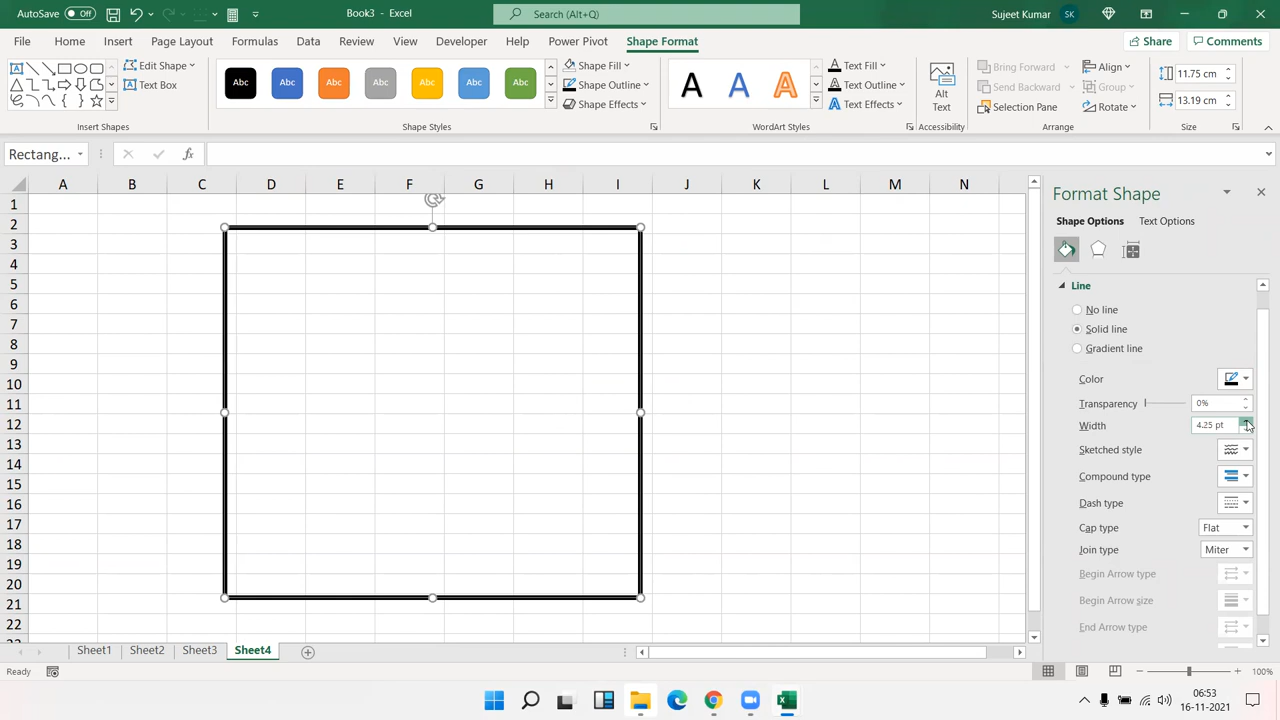 AutoSave Off Book3 - Excel Search (Alt+Q) Sujeet Kumar SK
File Home Insert Page Layout Formulas Data Review View Developer Help Power Pivot Shape Format Share Comments
Edit Shape
Text Box
Insert Shapes
Abc Abc Abc Abc Abc Abc Abc
Shape Fill
Shape Outline
Shape Effects
Shape Styles
A A A
Text Fill
Text Outline
Text Effects
WordArt Styles
Alt
Text
Accessibility
Bring Forward
Send Backward
Selection Pane
Align
Group
Rotate
Arrange
11.75 cm
13.19 cm
Size
Rectang... fx
A B C D E F G H I J K L M N
1
2
3
4
5
6
7
8
9
10
11
12
13
14
15
16
17
18
19
20
21
22
Format Shape
Shape Options Text Options
Line
No line
Solid line
Gradient line
Color
Transparency 0%
Width 4.25 pt
Sketched style
Compound type
Dash type
Cap type Flat
Join type Miter
Begin Arrow type
Begin Arrow size
End Arrow type
Sheet1 Sheet2 Sheet3 Sheet4
Ready 100%
06:53
16-11-2021